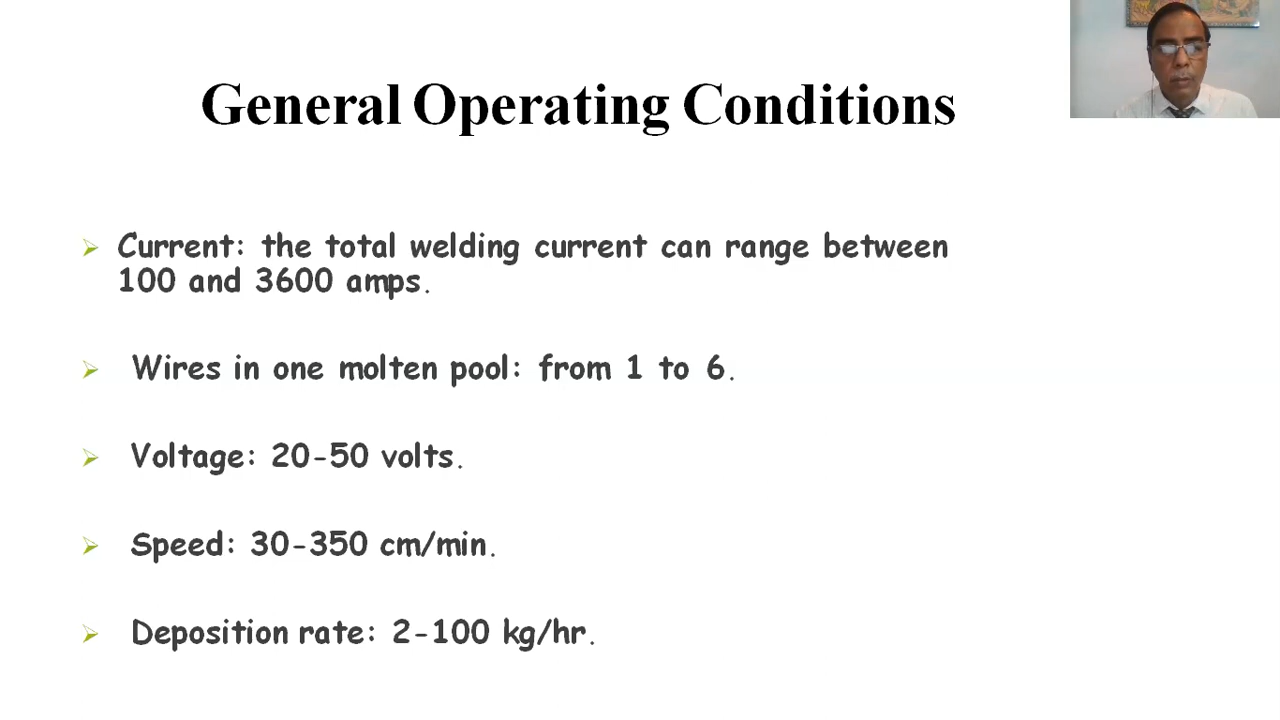 General Operating Conditions
Current: the total welding current can range between
100 and 3600 amps.
Wires in one molten pool: from 1 to 6.
Voltage: 20-50 volts.
Speed: 30-350 cm/min.
Deposition rate: 2-100 kg/hr.